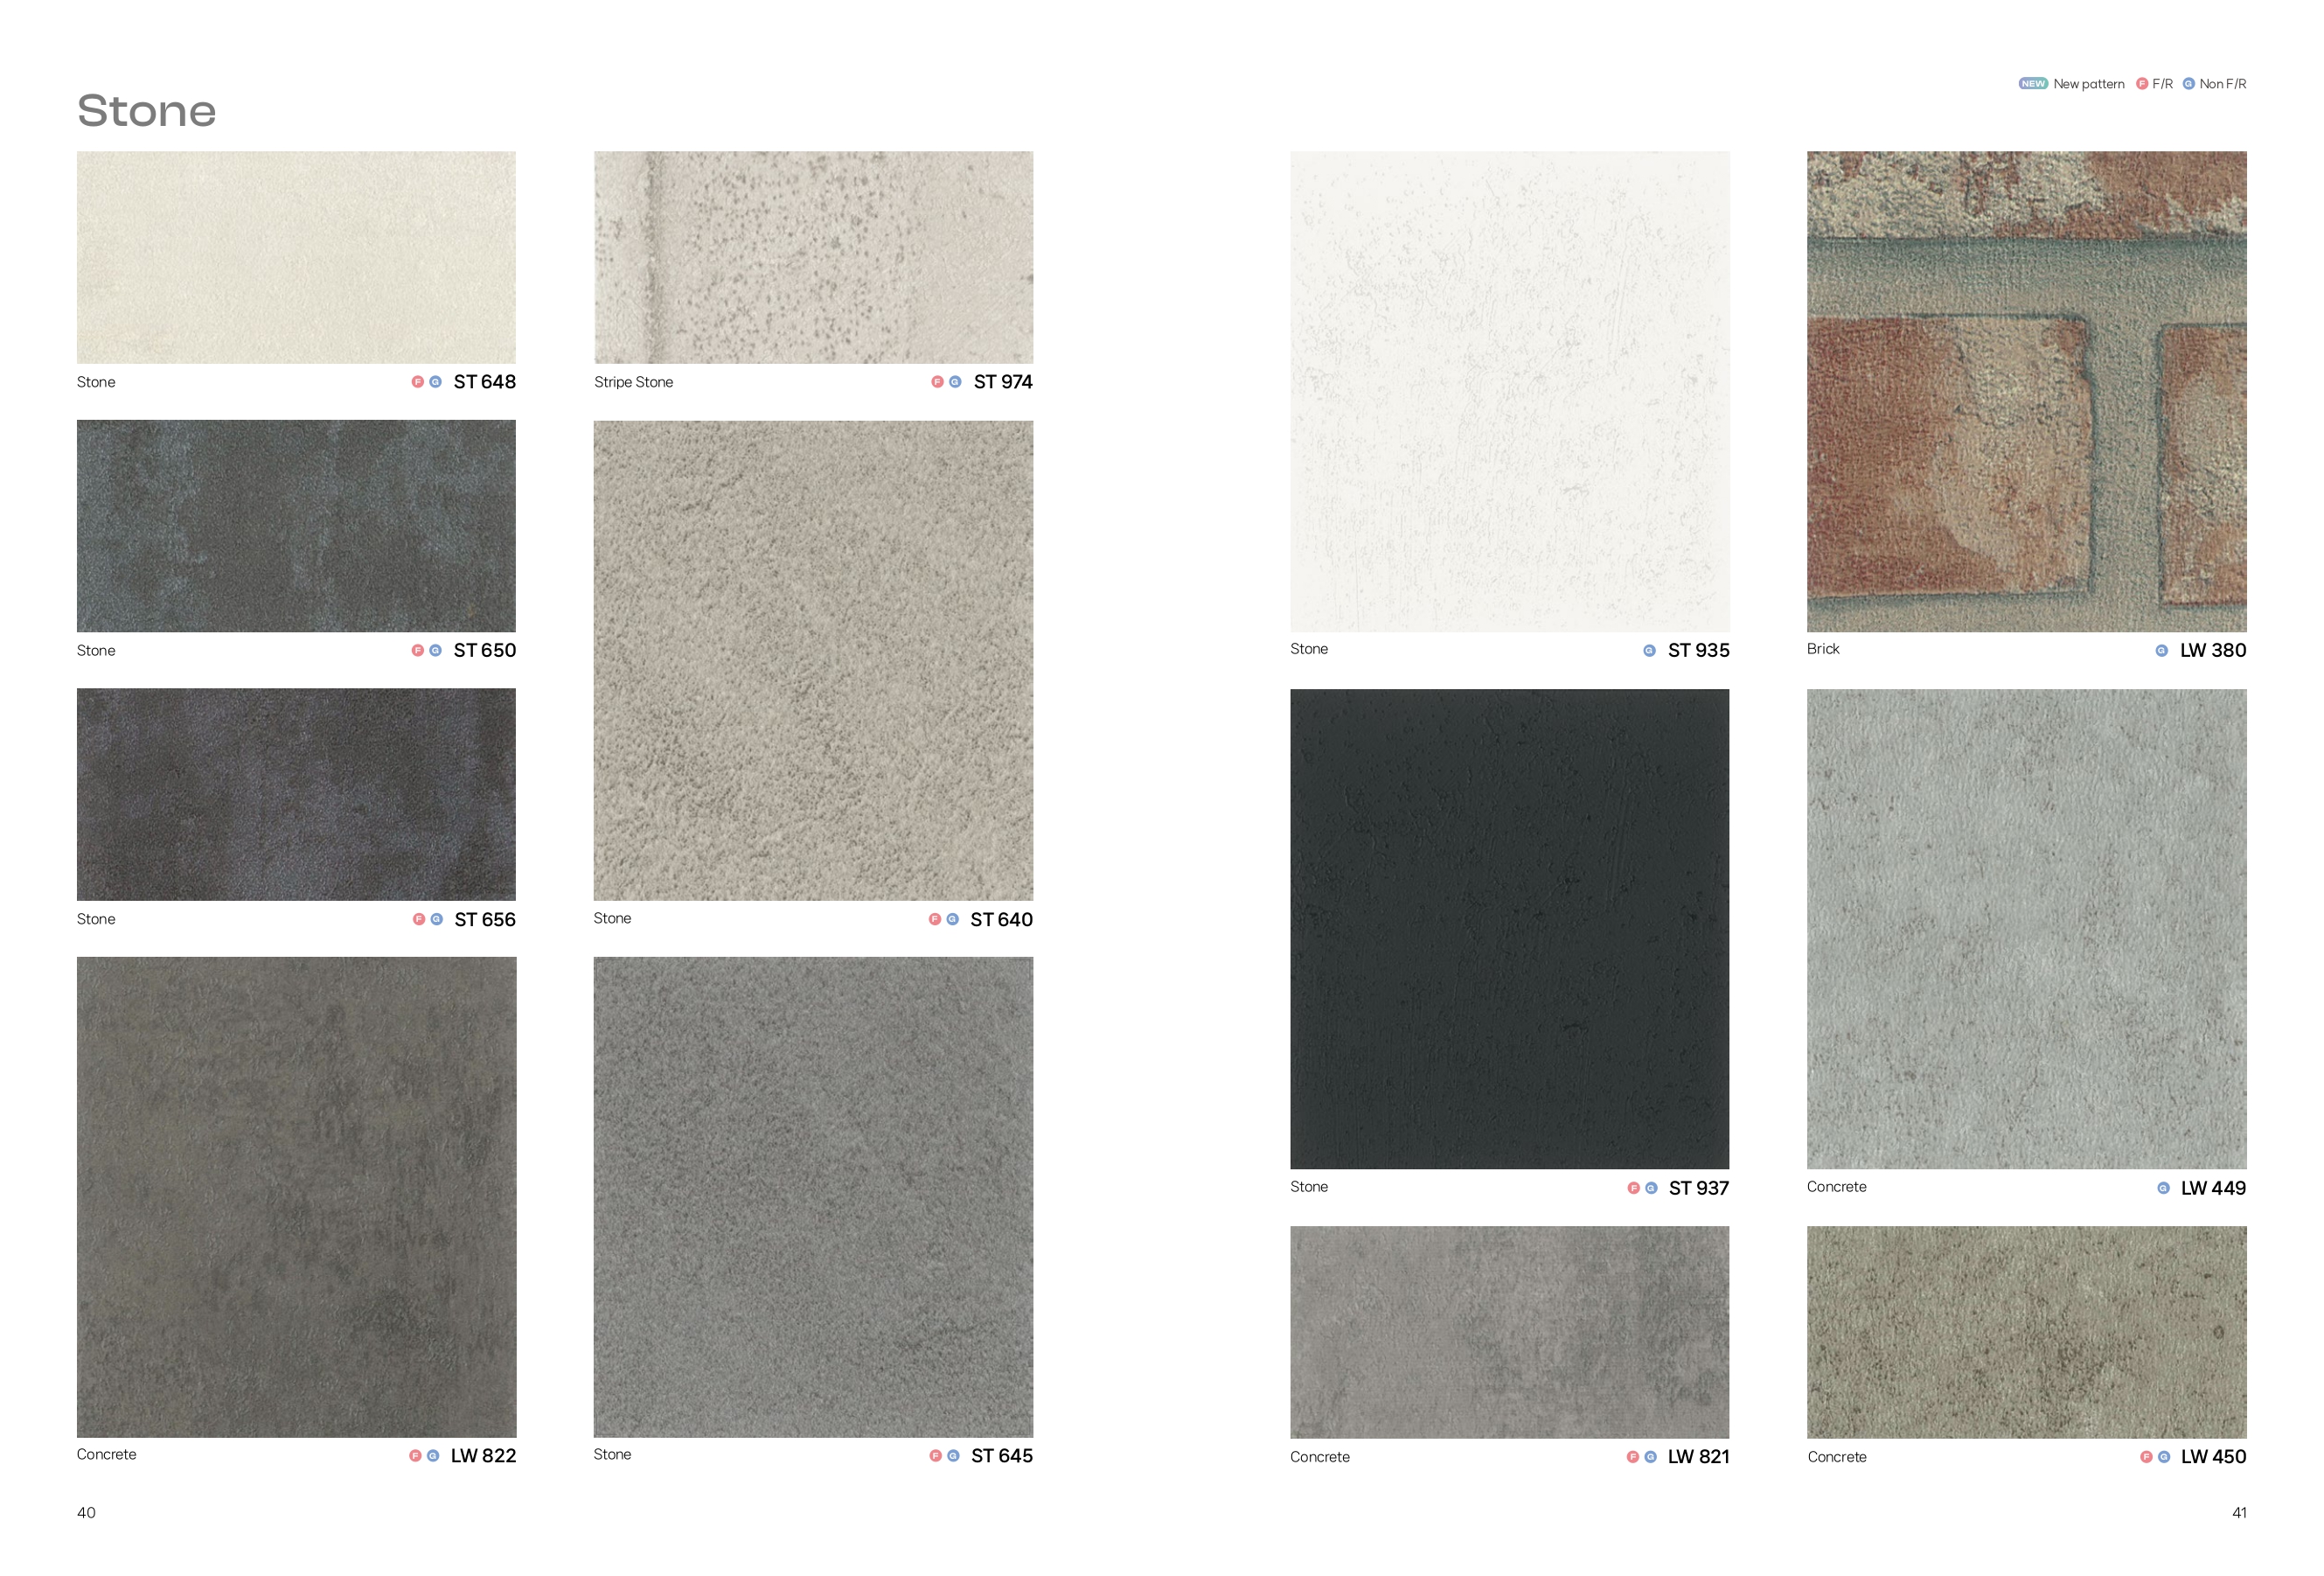 Stone
NEW New pattern F F/R G Non F/R
Stone F G ST 648
Stripe Stone F G ST 974
Stone F G ST 650
Stone F G ST 656
Stone F G ST 640
Concrete F G LW 822
Stone F G ST 645
40
Stone G ST 935
Brick G LW 380
Stone F G ST 937
Concrete G LW 449
Concrete F G LW 821
Concrete F G LW 450
41